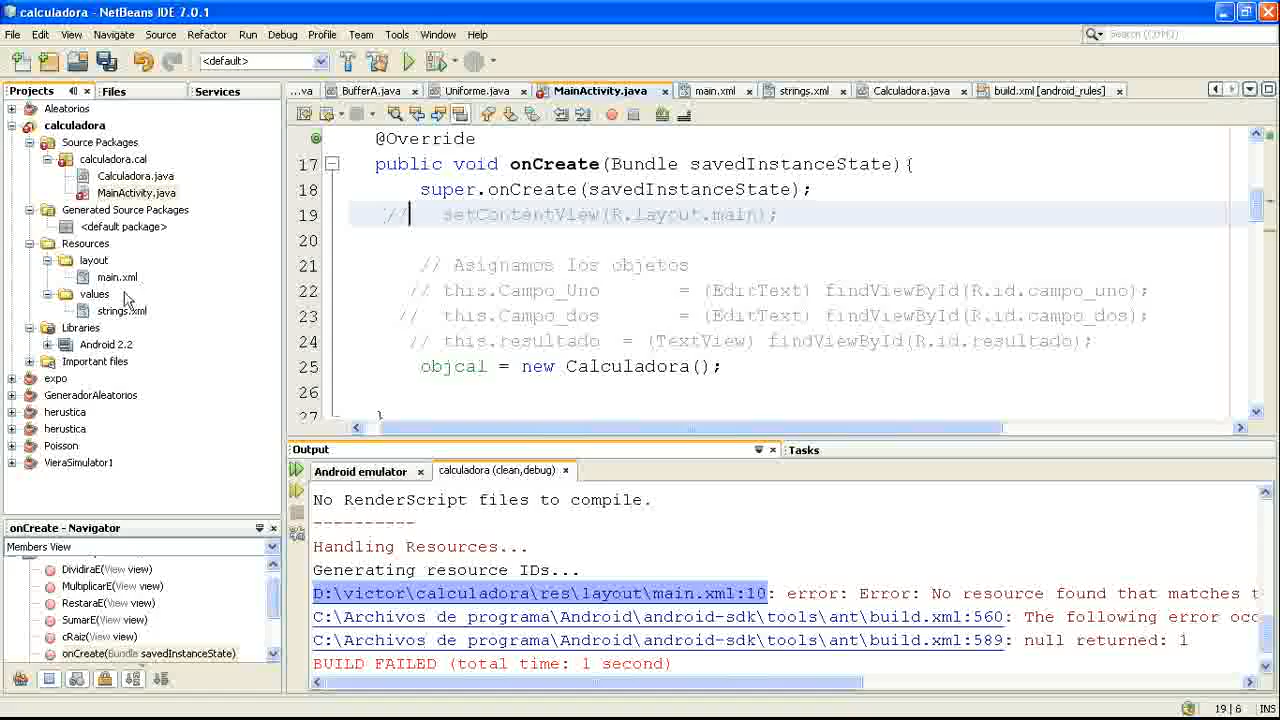 calculadora - NetBeans IDE 7.0.1
File Edit View Navigate Source Refactor Run Debug Profile Team Tools Window Help
Search (Ctrl+I)
<default>
Projects Files Services
...va BufferA.java Uniforme.java MainActivity.java main.xml strings.xml Calculadora.java build.xml [android_rules]
Aleatorios
calculadora
Source Packages
calculadora.cal
Calculadora.java
MainActivity.java
Generated Source Packages
<default package>
Resources
layout
main.xml
values
strings.xml
Libraries
Android 2.2
Important files
expo
GeneradorAleatorios
herustica
herustica
Poisson
VieraSimulator1
@Override
17 public void onCreate(Bundle savedInstanceState){
18 super.onCreate(savedInstanceState);
19 // setContentView(R.layout.main);
20
21 // Asignamos los objetos
22 // this.Campo_Uno = (EditText) findViewById(R.id.campo_uno);
23 // this.Campo_dos = (EditText) findViewById(R.id.campo_dos);
24 // this.resultado = (TextView) findViewById(R.id.resultado);
25 objcal = new Calculadora();
26
27 }
onCreate - Navigator
Members View
DividiraE(View view)
MultiplicarE(View view)
RestaraE(View view)
SumarE(View view)
cRaiz(View view)
onCreate(Bundle savedInstanceState)
Output Tasks
Android emulator calculadora (clean,debug)
No RenderScript files to compile.
----------
Handling Resources...
Generating resource IDs...
D:\victor\calculadora\res\layout\main.xml:10: error: Error: No resource found that matches t
C:\Archivos de programa\Android\android-sdk\tools\ant\build.xml:560: The following error occ
C:\Archivos de programa\Android\android-sdk\tools\ant\build.xml:589: null returned: 1
BUILD FAILED (total time: 1 second)
19|6 INS